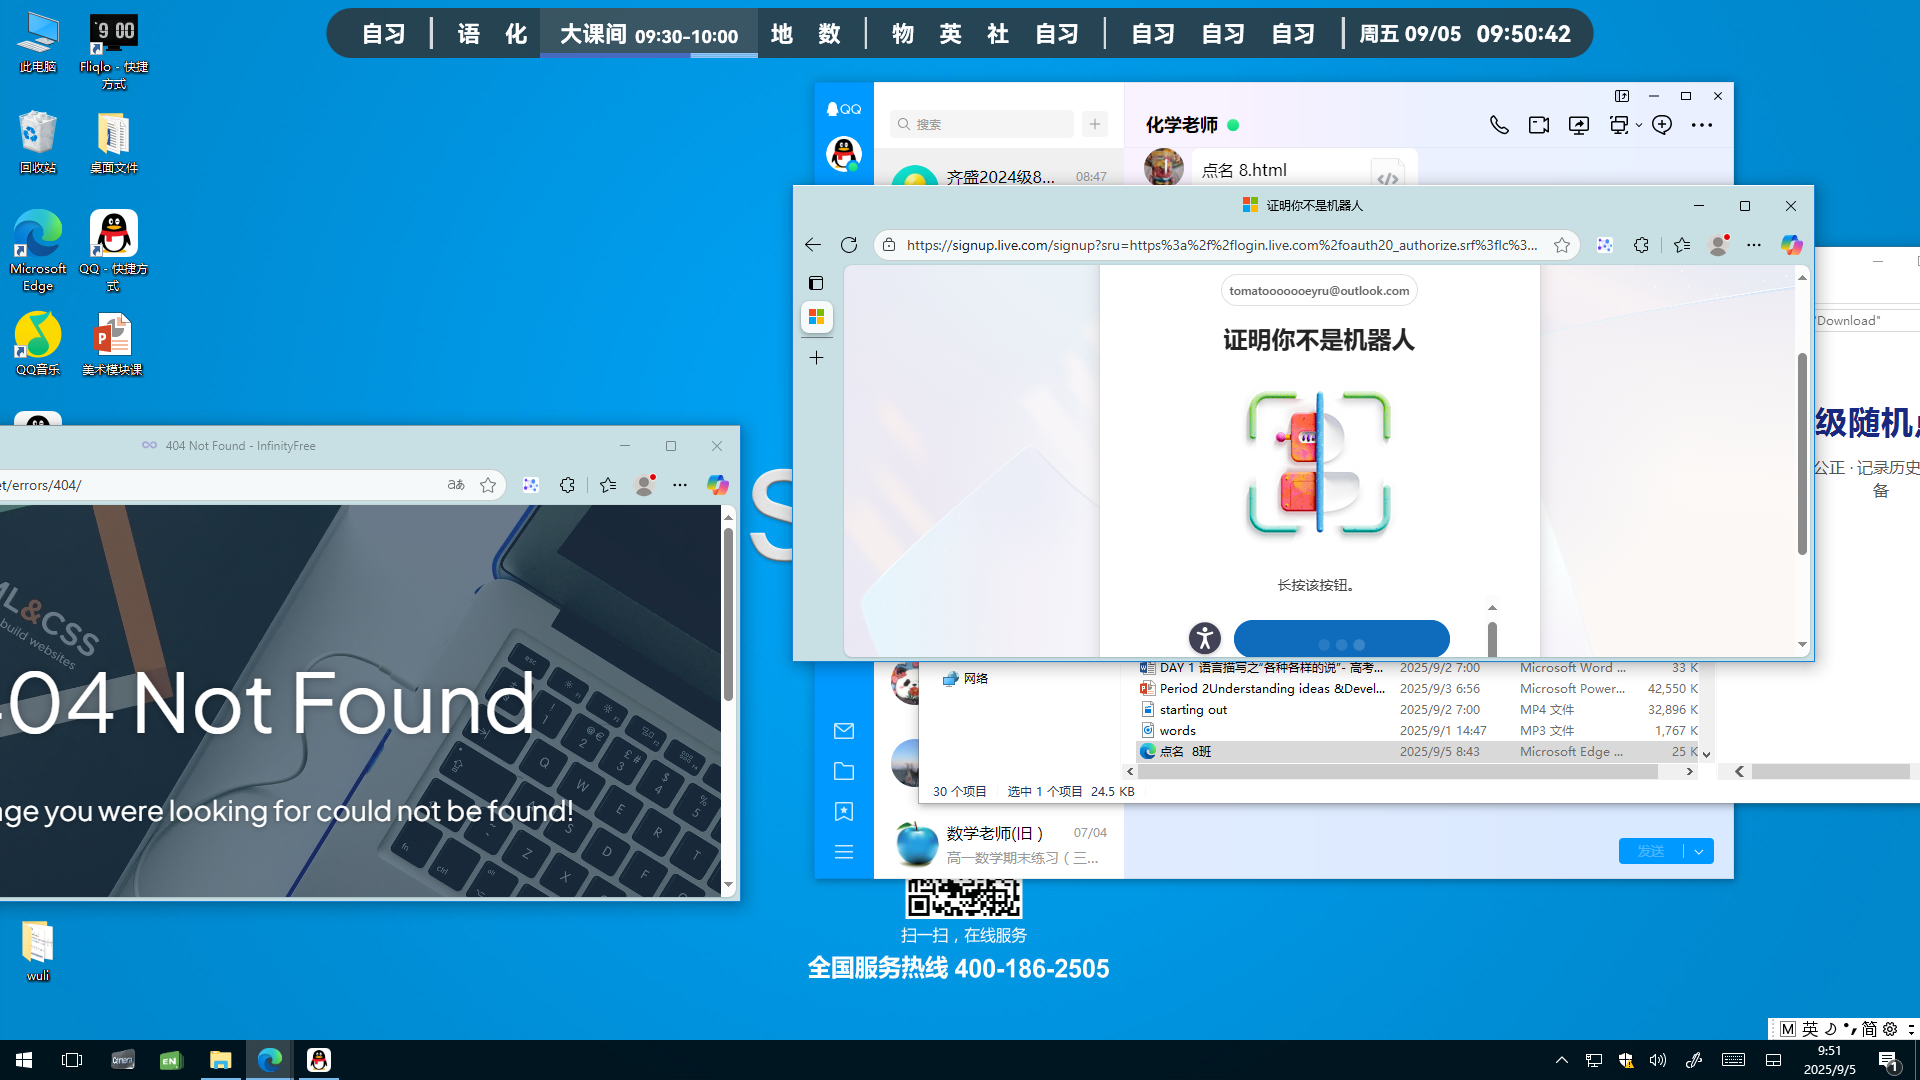 自习 语 化 大课间 09:30-10:00 地 数 物 英 社 自习 自习 自习 自习 周五 09/05 09:50:42
此电脑
Fliqlo - 快捷方式
回收站
桌面文件
Microsoft Edge
QQ - 快捷方式
QQ音乐
美术模块课
wuli
QQ
搜索
化学老师
齐盛2024级8...
08:47
点名 8.html
证明你不是机器人
https://signup.live.com/signup?sru=https%3a%2f%2flogin.live.com%2foauth20_authorize.srf%3flc%3...
tomatooooooeyru@outlook.com
证明你不是机器人
长按该按钮。
"Download"
级随机
公正 · 记录历史
备
404 Not Found - InfinityFree
et/errors/404/
ML&CSS
build websites
404 Not Found
age you were looking for could not be found!
S
网络
DAY 1 语言描写之“各种各样的说”- 高考... 2025/9/2 7:00 Microsoft Word ... 33 K
Period 2Understanding ideas &Devel... 2025/9/3 6:56 Microsoft Power... 42,550 K
starting out 2025/9/2 7:00 MP4 文件 32,896 K
words 2025/9/1 14:47 MP3 文件 1,767 K
点名 8班 2025/9/5 8:43 Microsoft Edge ... 25 K
30 个项目 选中 1 个项目 24.5 KB
数学老师(旧 )
07/04
高一数学期末练习（三...
发送
扫一扫，在线服务
全国服务热线 400-186-2505
M 英 简
Camera
EN
9:51
2025/9/5
1